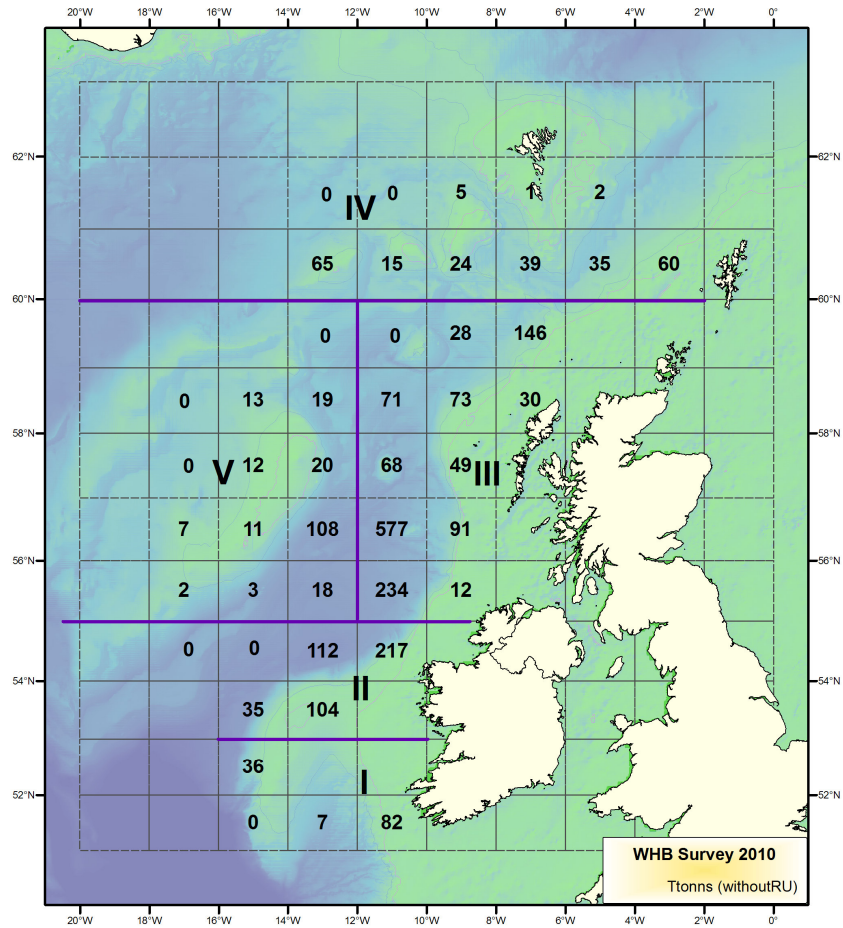 20°W 18°W 16°W 14°W 12°W 10°W 8°W 6°W 4°W 2°W 0°
62°N 62°N
0 0 5 1 2
IV
65 15 24 39 35 60
60°N 60°N
0 0 28 146
0 13 19 71 73 30
58°N 58°N
0 V 12 20 68 49 III
7 11 108 577 91
56°N 56°N
2 3 18 234 12
0 0 112 217
54°N 54°N
II
35 104
36
I
52°N 52°N
0 7 82
WHB Survey 2010
Ttonns (withoutRU)
20°W 18°W 16°W 14°W 12°W 10°W 8°W 6°W 4°W 2°W 0°